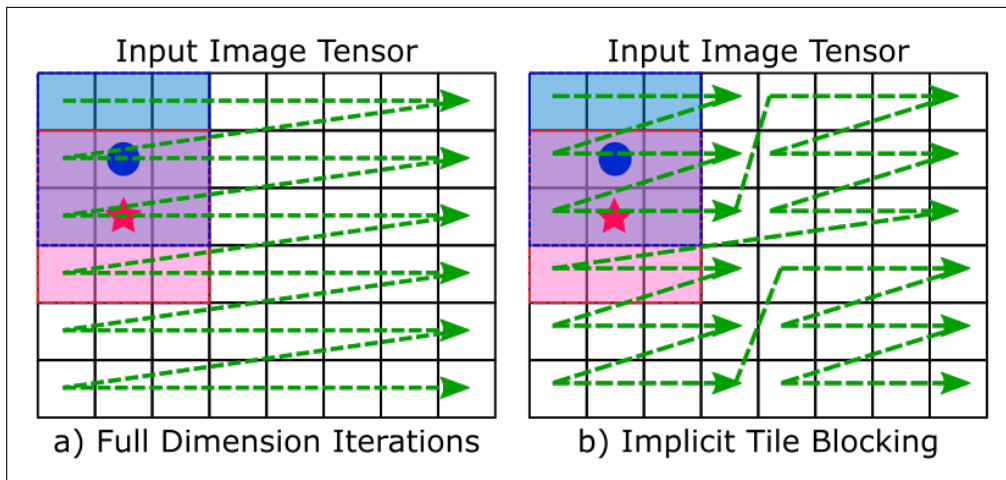 Input Image Tensor
Input Image Tensor
a) Full Dimension Iterations
b) Implicit Tile Blocking